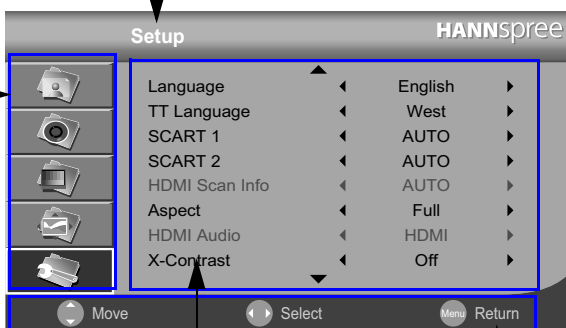 Setup
HANNspree
Language English
TT Language West
SCART 1 AUTO
SCART 2 AUTO
HDMI Scan Info AUTO
Aspect Full
HDMI Audio HDMI
X-Contrast Off
Move Select Menu Return